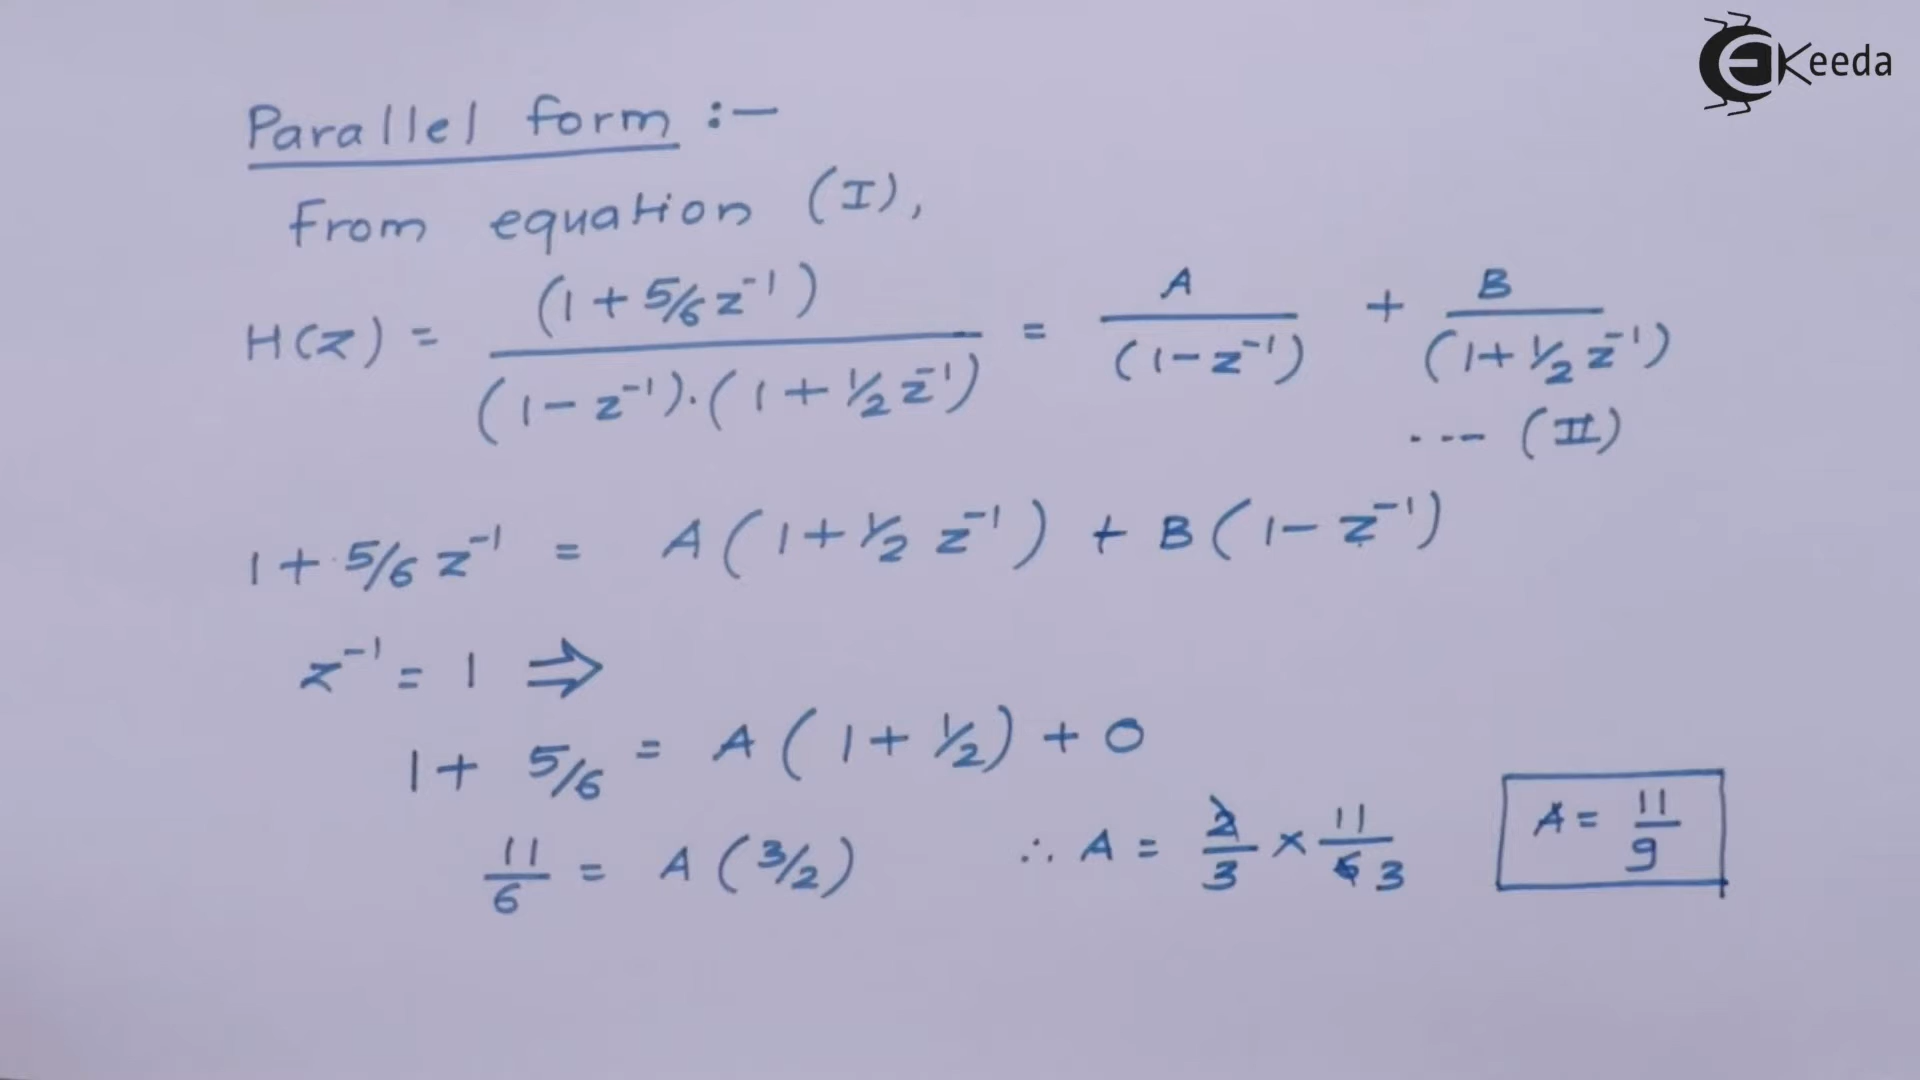 EKeeda
Parallel form :-
From equation (I),
H(z) = (1 + 5/6 z⁻¹) / (1 - z⁻¹)·(1 + 1/2 z⁻¹) = A / (1 - z⁻¹) + B / (1 + 1/2 z⁻¹)
---- (II)
1 + 5/6 z⁻¹ = A(1 + 1/2 z⁻¹) + B(1 - z⁻¹)
z⁻¹ = 1 ⇒
1 + 5/6 = A(1 + 1/2) + 0
11/6 = A(3/2) ∴ A = 2/3 × 11/6 3 A = 11/9